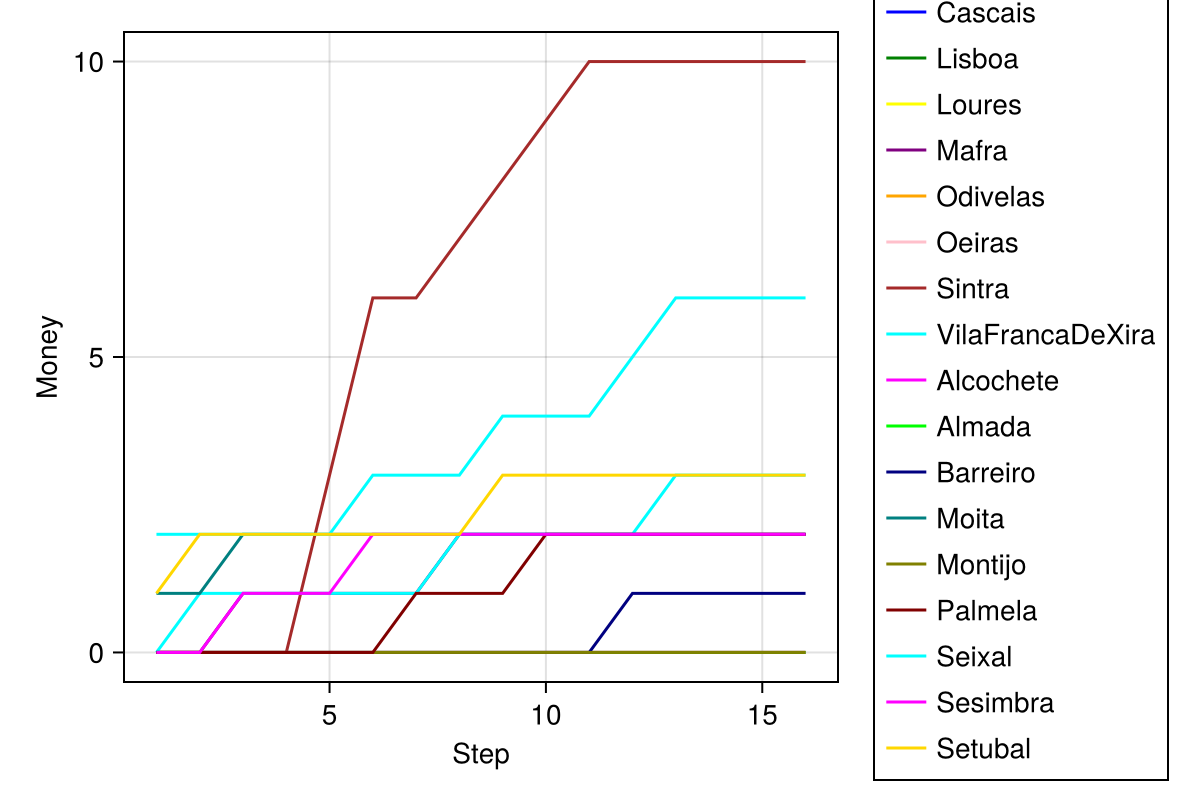 10
5
0
Money
5
10
15
Step
Cascais
Lisboa
Loures
Mafra
Odivelas
Oeiras
Sintra
VilaFrancaDeXira
Alcochete
Almada
Barreiro
Moita
Montijo
Palmela
Seixal
Sesimbra
Setubal